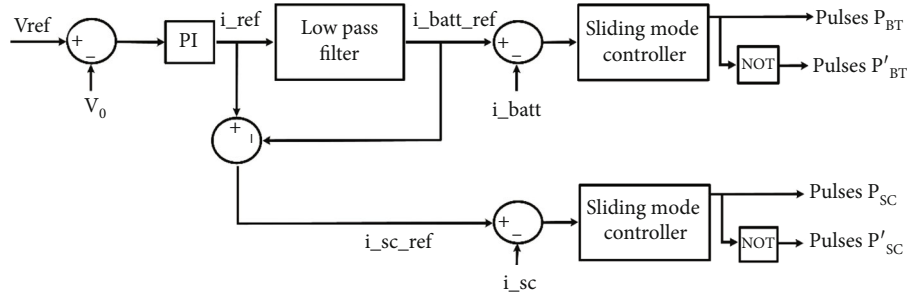 Vref
+
−
V₀
PI
i_ref
Low pass
filter
i_batt_ref
+
−
i_batt
Sliding mode
controller
Pulses P_BT
NOT
Pulses P'_BT
+
ı
i_sc_ref
+
−
i_sc
Sliding mode
controller
Pulses P_SC
NOT
Pulses P'_SC